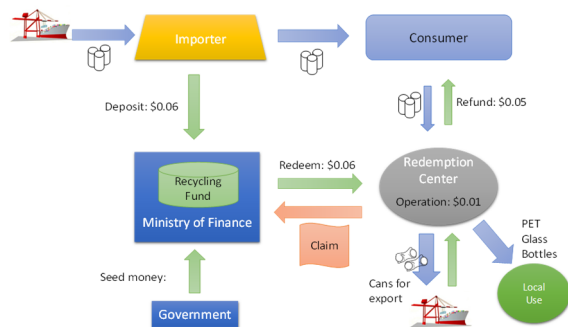 Importer
Consumer
Deposit: $0.06
Refund: $0.05
Redeem: $0.06
Redemption
Center
Recycling
Fund
Operation: $0.01
Ministry of Finance
Claim
PET
Glass
Bottles
Seed money:
Cans for
export
Local
Use
Government